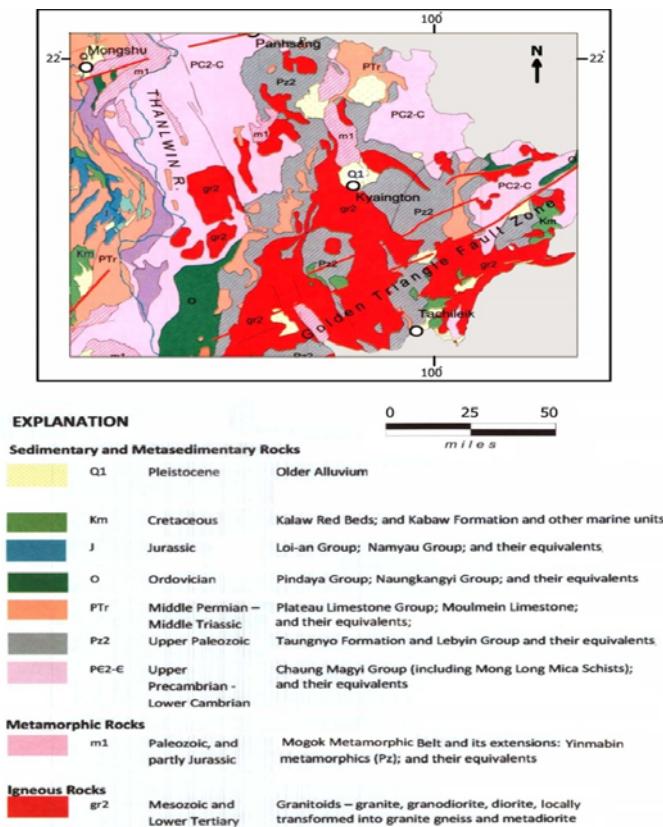 100°
22°
Mongshu
Panhsang
PTr
N
22°
m1
PC2-C
Pz2
PC2-C
THANLWIN R.
m1
m1
Q1
Kyaington
PC2-C
gr2
gr2
Pz2
gr2
Km
Km
PTr
Pz2
gr2
O
Golden Triangle Fault Zone
gr2
gr2
Tachileik
m1
Pz2
100
EXPLANATION
0 25 50
miles
Sedimentary and Metasedimentary Rocks
Q1 Pleistocene Older Alluvium
Km Cretaceous Kalaw Red Beds; and Kabaw Formation and other marine units
J Jurassic Loi-an Group; Namyau Group; and their equivalents
O Ordovician Pindaya Group; Naungkangyi Group; and their equivalents
PTr Middle Permian – Plateau Limestone Group; Moulmein Limestone;
Middle Triassic and their equivalents;
Pz2 Upper Paleozoic Taungnyo Formation and Lebyin Group and their equivalents
PЄ2-Є Upper Chaung Magyi Group (including Mong Long Mica Schists);
Precambrian - and their equivalents
Lower Cambrian
Metamorphic Rocks
m1 Paleozoic, and Mogok Metamorphic Belt and its extensions: Yinmabin
partly Jurassic metamorphics (Pz); and their equivalents
Igneous Rocks
gr2 Mesozoic and Granitoids – granite, granodiorite, diorite, locally
Lower Tertiary transformed into granite gneiss and metadiorite